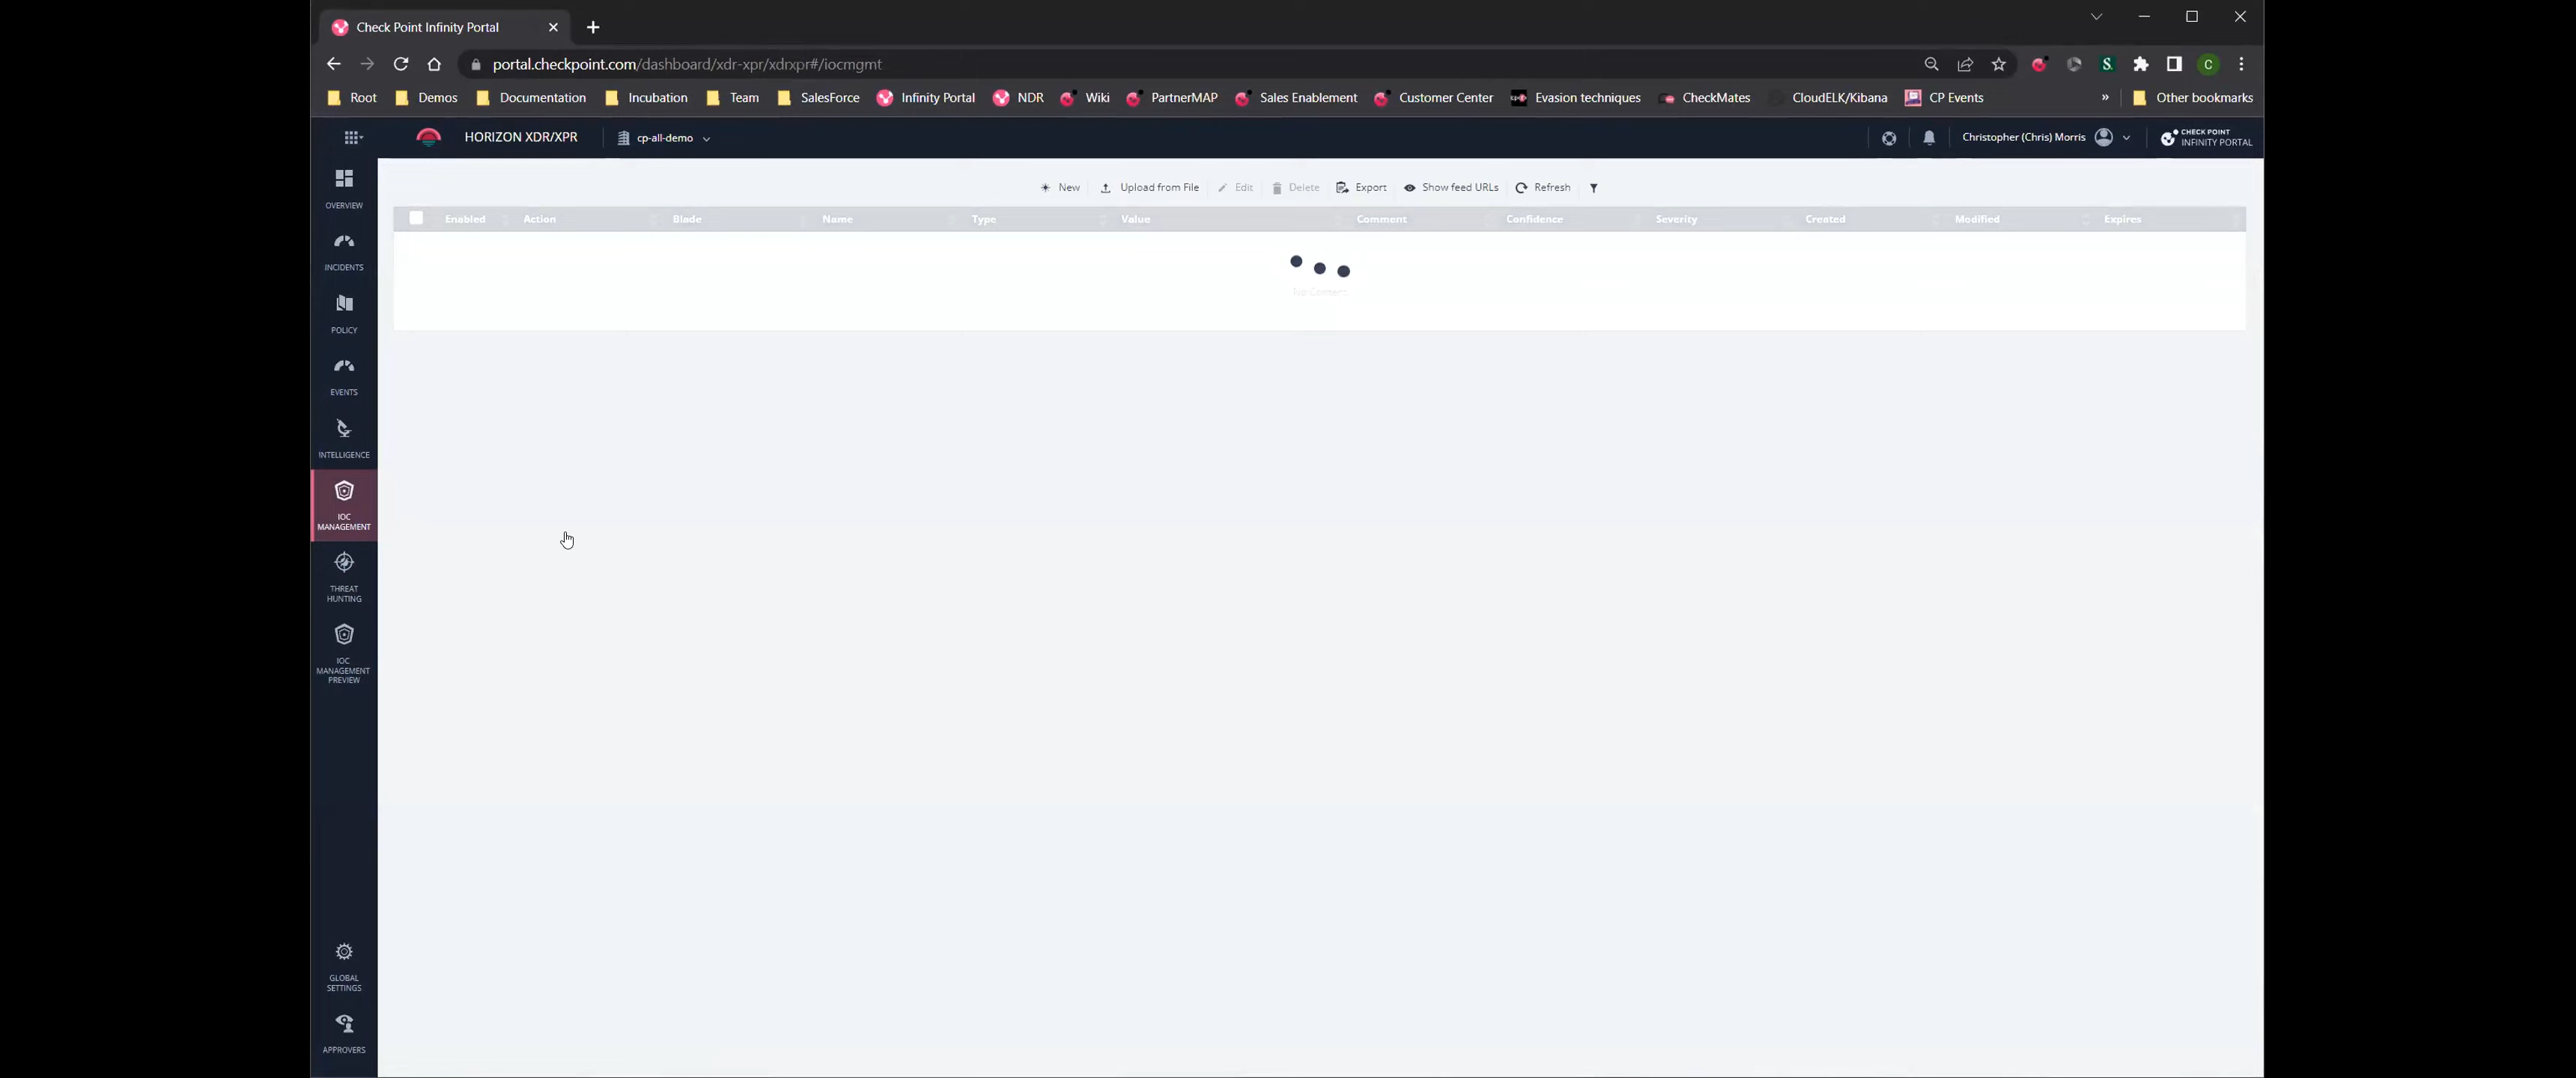 Check Point Infinity Portal
portal.checkpoint.com/dashboard/xdr-xpr/xdrxpr#/iocmgmt
Root Demos Documentation Incubation Team SalesForce Infinity Portal NDR Wiki PartnerMAP Sales Enablement Customer Center Evasion techniques CheckMates CloudELK/Kibana CP Events » Other bookmarks
HORIZON XDR/XPR cp-all-demo Christopher (Chris) Morris CHECK POINT
INFINITY PORTAL
New Upload from File Edit Delete Export Show feed URLs Refresh
Enabled Action Blade Name Type Value Comment Confidence Severity Created Modified Expires
No Content
OVERVIEW
INCIDENTS
POLICY
EVENTS
INTELLIGENCE
IOC
MANAGEMENT
THREAT
HUNTING
IOC
MANAGEMENT
PREVIEW
GLOBAL
SETTINGS
APPROVERS